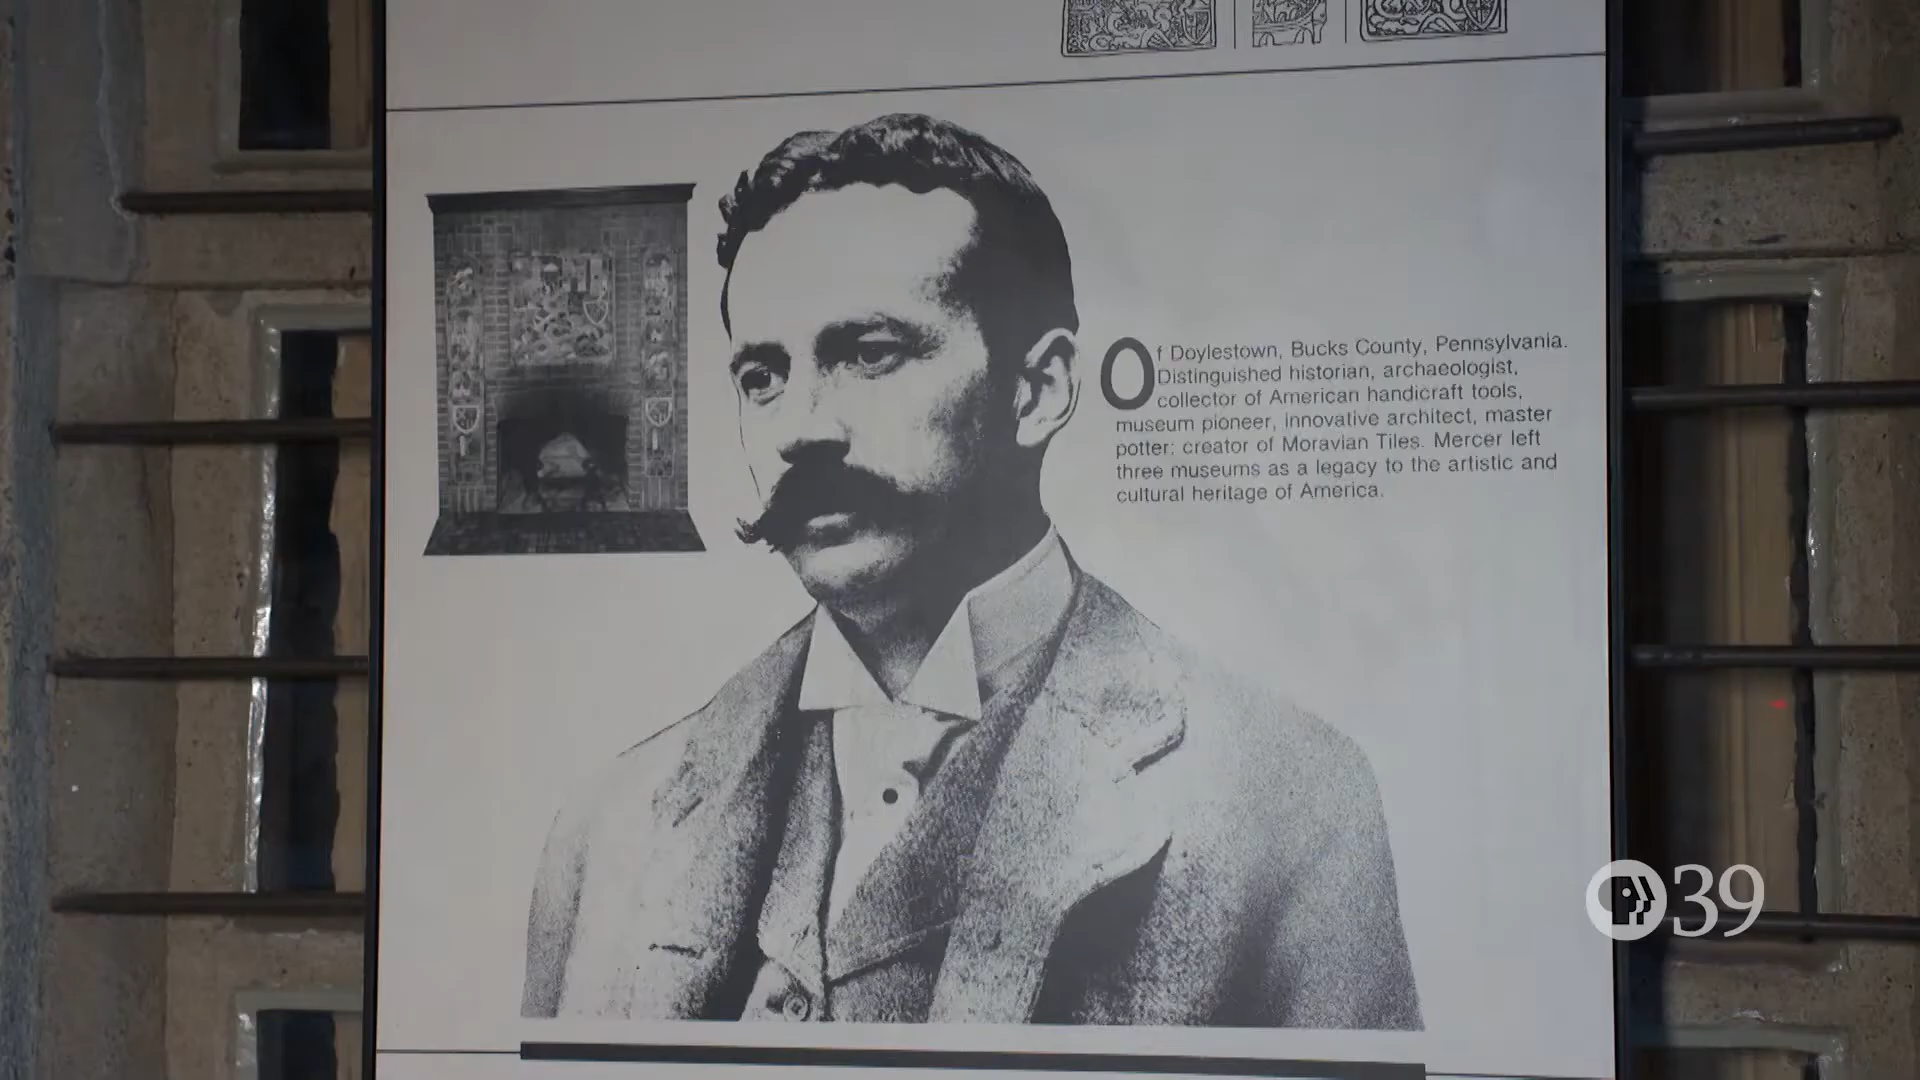 Of Doylestown, Bucks County, Pennsylvania.
Distinguished historian, archaeologist,
collector of American handicraft tools,
museum pioneer, innovative architect, master
potter; creator of Moravian Tiles. Mercer left
three museums as a legacy to the artistic and
cultural heritage of America.
39